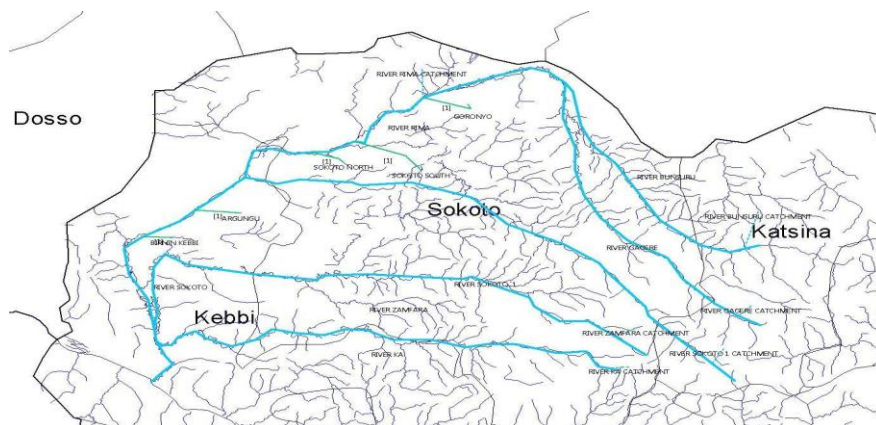 RIVER RIMA CATCHMENT
[1]
GORONYO
Dosso
RIVER RIMA
[1]
[1]
SOKOTO NORTH
SOKOTO SOUTH
RIVER BUNSURU
Sokoto
[1]
ARGUNGU
RIVER BUNSURU CATCHMENT
Katsina
BIRNIN KEBBI
RIVER GAGERE
RIVER SOKOTO
RIVER SOKOTO 1
Kebbi
RIVER ZAMFARA
RIVER GAGERE CATCHMENT
RIVER ZAMFARA CATCHMENT
RIVER KA
RIVER SOKOTO 1 CATCHMENT
RIVER KA CATCHMENT